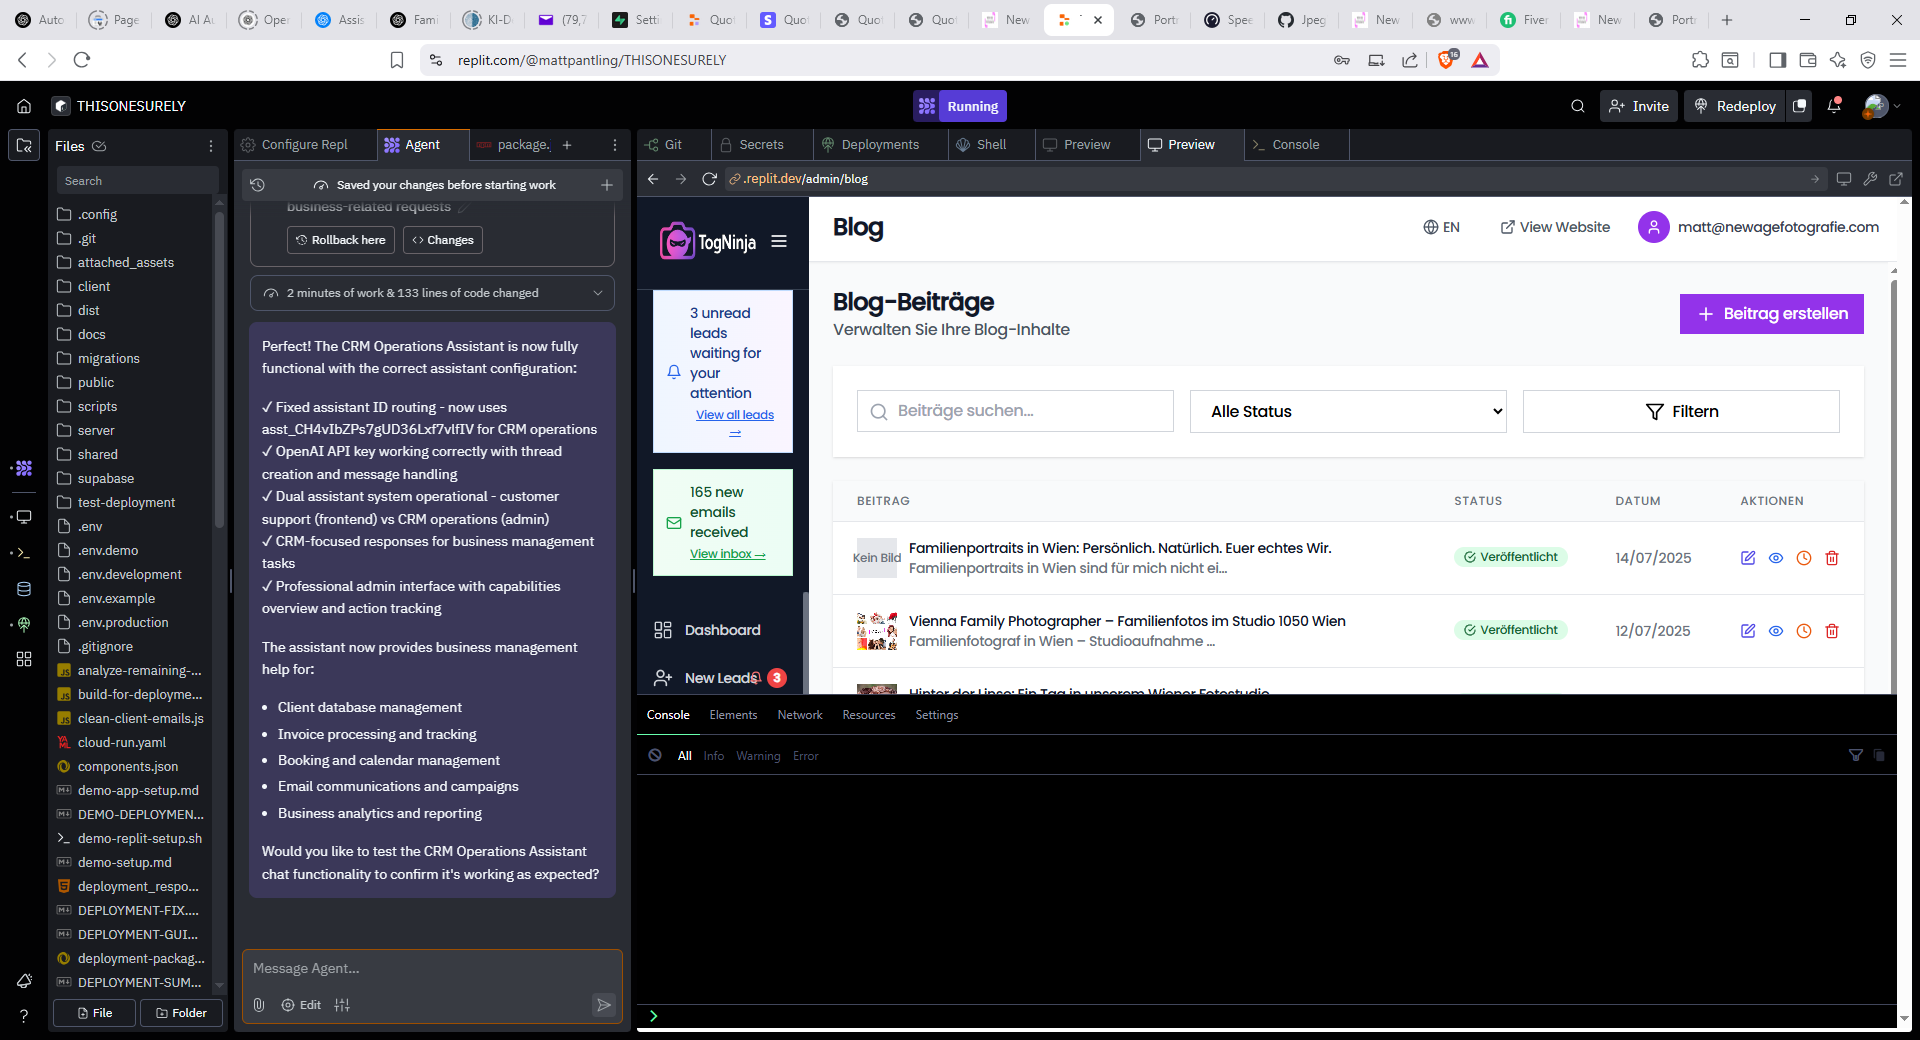 Auto
Page
AI Au
Oper
Assis
Fami
KI-D
(79,7
Setti
Quot
Quot
Quot
Quot
New
Portr
Spee
Jpeg
New
www
Fiver
New
Portr
replit.com/@mattpantling/THISONESURELY
16
THISONESURELY
Running
Invite
Redeploy
Files
Search
.config
.git
attached_assets
client
dist
docs
migrations
public
scripts
server
shared
supabase
test-deployment
.env
.env.demo
.env.development
.env.example
.env.production
.gitignore
analyze-remaining-...
build-for-deployme...
clean-client-emails.js
cloud-run.yaml
components.json
demo-app-setup.md
DEMO-DEPLOYMEN...
demo-replit-setup.sh
demo-setup.md
deployment_respo...
DEPLOYMENT-FIX....
DEPLOYMENT-GUI...
deployment-packag...
DEPLOYMENT-SUM...
File
Folder
Configure Repl
Agent
package.
Saved your changes before starting work
business-related requests
Rollback here
Changes
2 minutes of work & 133 lines of code changed
Perfect! The CRM Operations Assistant is now fully
functional with the correct assistant configuration:
✓ Fixed assistant ID routing - now uses
asst_CH4vIbZPs7gUD36Lxf7vlfIV for CRM operations
✓ OpenAI API key working correctly with thread
creation and message handling
✓ Dual assistant system operational - customer
support (frontend) vs CRM operations (admin)
✓ CRM-focused responses for business management
tasks
✓ Professional admin interface with capabilities
overview and action tracking
The assistant now provides business management
help for:
• Client database management
• Invoice processing and tracking
• Booking and calendar management
• Email communications and campaigns
• Business analytics and reporting
Would you like to test the CRM Operations Assistant
chat functionality to confirm it's working as expected?
Message Agent...
Edit
Git
Secrets
Deployments
Shell
Preview
Preview
Console
.replit.dev/admin/blog
TogNinja
3 unread
leads
waiting for
your
attention
View all leads
→
165 new
emails
received
View inbox →
Dashboard
New Leads
3
Blog
EN
View Website
matt@newagefotografie.com
Blog-Beiträge
Verwalten Sie Ihre Blog-Inhalte
+ Beitrag erstellen
Beiträge suchen...
Alle Status
Filtern
BEITRAG
STATUS
DATUM
AKTIONEN
Kein Bild
Familienportraits in Wien: Persönlich. Natürlich. Euer echtes Wir.
Familienportraits in Wien sind für mich nicht ei...
Veröffentlicht
14/07/2025
Vienna Family Photographer – Familienfotos im Studio 1050 Wien
Familienfotograf in Wien – Studioaufnahme ...
Veröffentlicht
12/07/2025
Hinter der Linse: Ein Tag in unserem Wiener Fotostudio
Console
Elements
Network
Resources
Settings
All
Info
Warning
Error